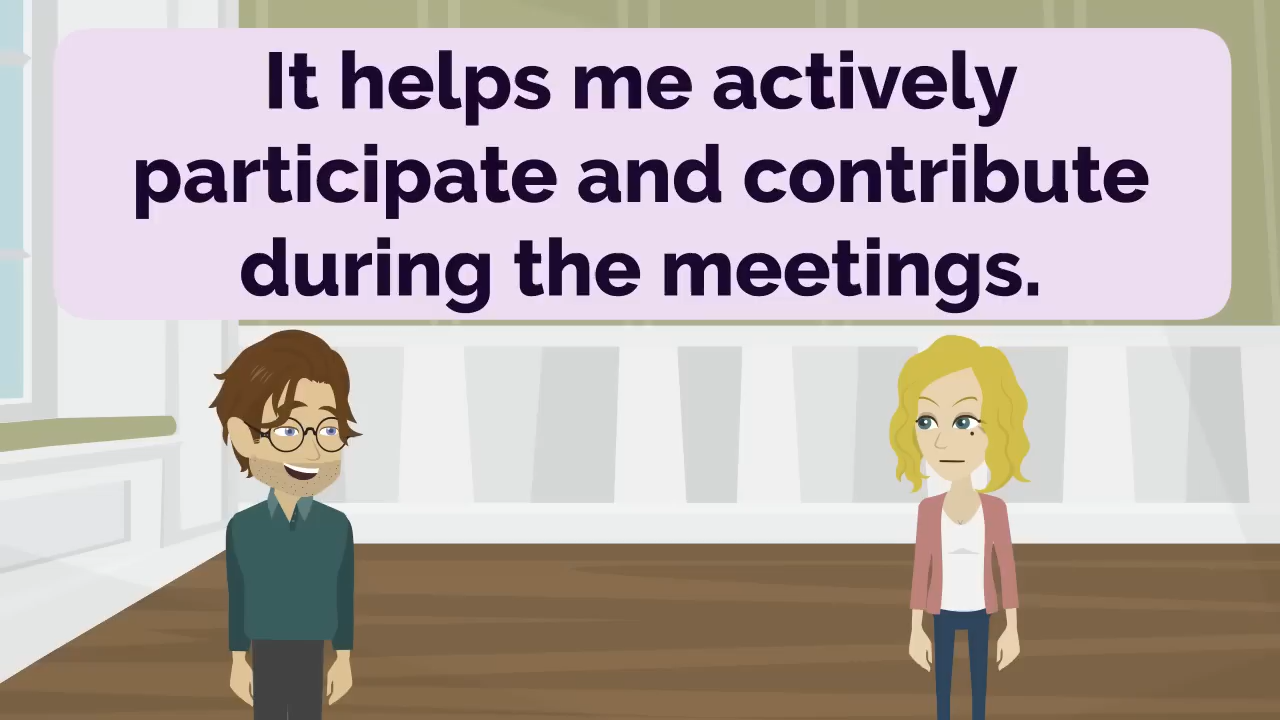 It helps me actively
participate and contribute
during the meetings.